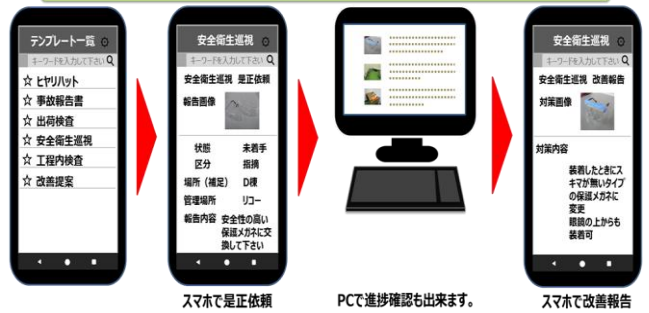 テンプレート一覧
キーワードを入力して下さい
☆ ヒヤリハット
☆ 事故報告書
☆ 出荷検査
☆ 安全衛生巡視
☆ 工程内検査
☆ 改善提案
安全衛生巡視
キーワードを入力して下さい
安全衛生巡視 是正依頼
報告画像
状態 未着手
区分 指摘
場所（補足） D棟
管理場所 リコー
報告内容 安全性の高い
保護メガネに交
換して下さい
スマホで是正依頼
PCで進捗確認も出来ます。
安全衛生巡視
キーワードを入力して下さい
安全衛生巡視 改善報告
対策画像
対策内容
装着したときにス
キマが無いタイプ
の保護メガネに
変更
眼鏡の上からも
装着可
スマホで改善報告